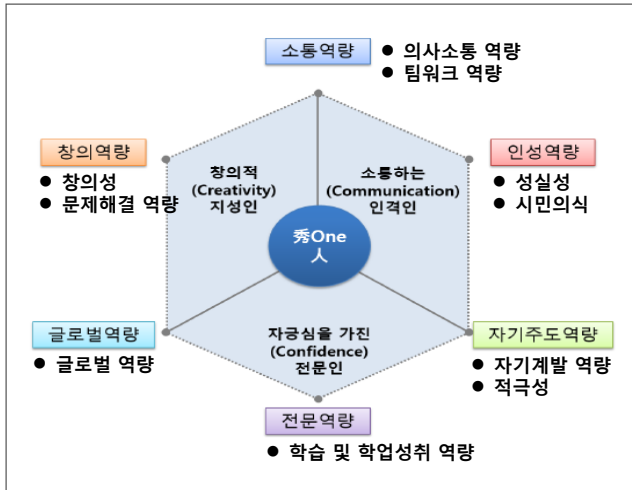 소통역량
● 의사소통 역량
● 팀워크 역량
창의역량
● 창의성
● 문제해결 역량
인성역량
● 성실성
● 시민의식
창의적
(Creativity)
지성인
소통하는
(Communication)
인격인
秀One
人
자긍심을 가진
(Confidence)
전문인
글로벌역량
● 글로벌 역량
자기주도역량
● 자기계발 역량
● 적극성
전문역량
● 학습 및 학업성취 역량